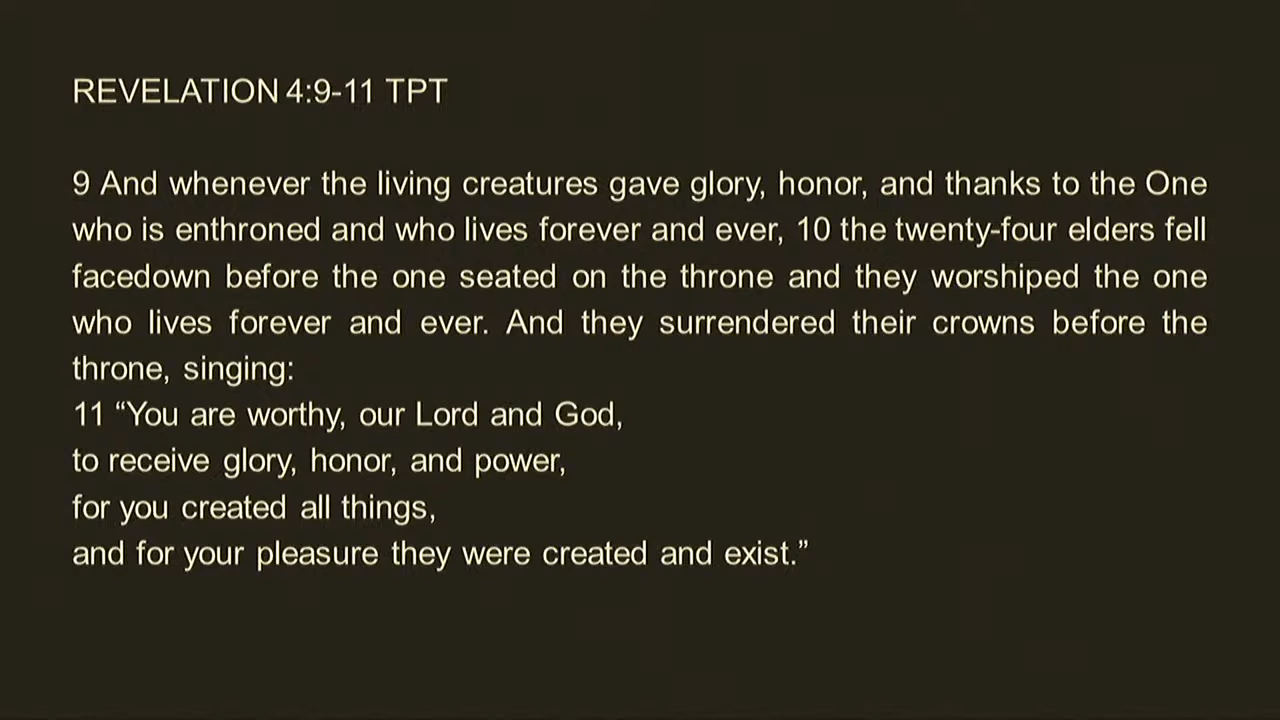 REVELATION 4:9-11 TPT
9 And whenever the living creatures gave glory, honor, and thanks to the One
who is enthroned and who lives forever and ever, 10 the twenty-four elders fell
facedown before the one seated on the throne and they worshiped the one
who lives forever and ever. And they surrendered their crowns before the
throne, singing:
11 “You are worthy, our Lord and God,
to receive glory, honor, and power,
for you created all things,
and for your pleasure they were created and exist.”